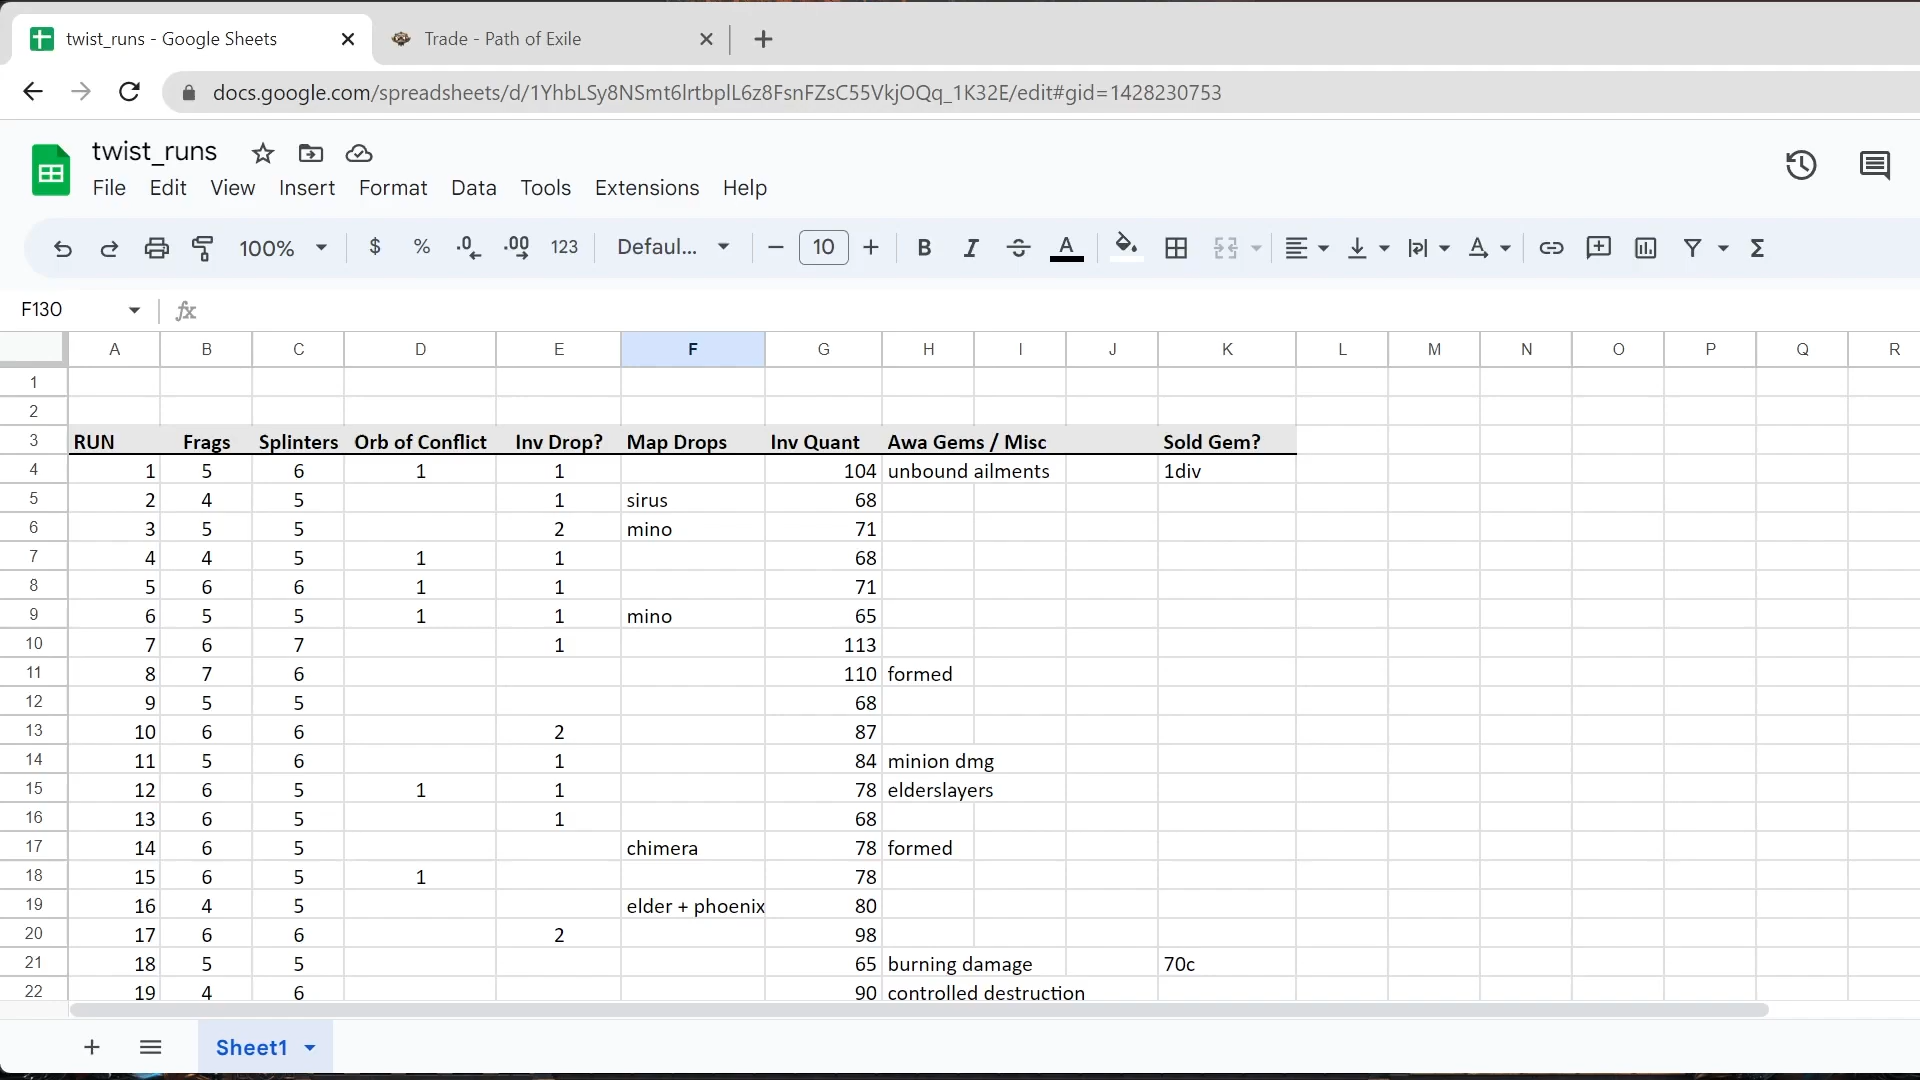 twist_runs - Google Sheets
Trade - Path of Exile
docs.google.com/spreadsheets/d/1YhbLSy8NSmt6lrtbplL6z8FsnFZsC55VkjOQq_1K32E/edit#gid=1428230753
twist_runs
File Edit View Insert Format Data Tools Extensions Help
100% $ % .0 .00 123 Defaul... 10 B I S A
F130 fx
A B C D E F G H I J K L M N O P Q R
1
2
3 RUN Frags Splinters Orb of Conflict Inv Drop? Map Drops Inv Quant Awa Gems / Misc Sold Gem?
4 1 5 6 1 1 104 unbound ailments 1div
5 2 4 5 1 sirus 68
6 3 5 5 2 mino 71
7 4 4 5 1 1 68
8 5 6 6 1 1 71
9 6 5 5 1 1 mino 65
10 7 6 7 1 113
11 8 7 6 110 formed
12 9 5 5 68
13 10 6 6 2 87
14 11 5 6 1 84 minion dmg
15 12 6 5 1 1 78 elderslayers
16 13 6 5 1 68
17 14 6 5 chimera 78 formed
18 15 6 5 1 78
19 16 4 5 elder + phoenix 80
20 17 6 6 2 98
21 18 5 5 65 burning damage 70c
22 19 4 6 90 controlled destruction
Sheet1